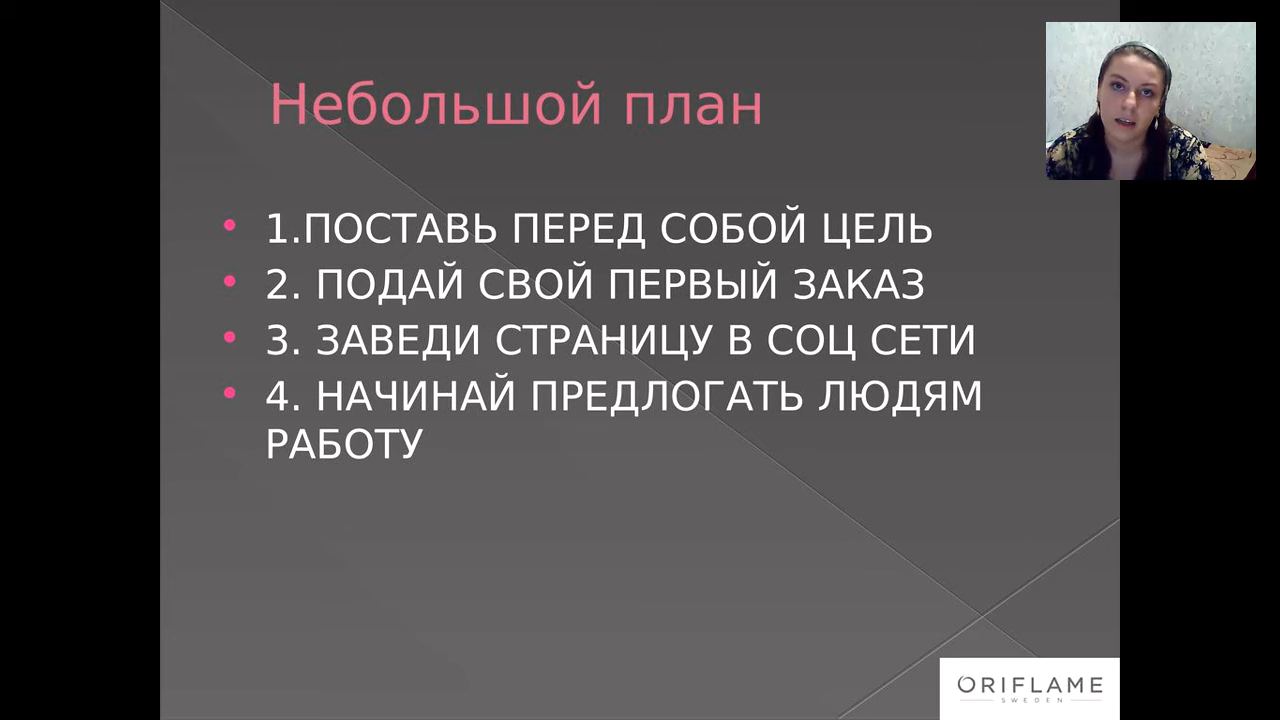 Небольшой план
• 1.ПОСТАВЬ ПЕРЕД СОБОЙ ЦЕЛЬ
• 2. ПОДАЙ СВОЙ ПЕРВЫЙ ЗАКАЗ
• 3. ЗАВЕДИ СТРАНИЦУ В СОЦ СЕТИ
• 4. НАЧИНАЙ ПРЕДЛОГАТЬ ЛЮДЯМ
РАБОТУ
ORIFLAME
SWEDEN